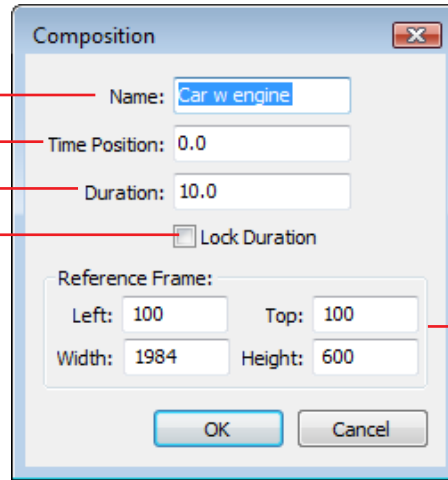 Composition
Name: Car w engine
Time Position: 0.0
Duration: 10.0
Lock Duration
Reference Frame:
Left: 100 Top: 100
Width: 1984 Height: 600
OK Cancel